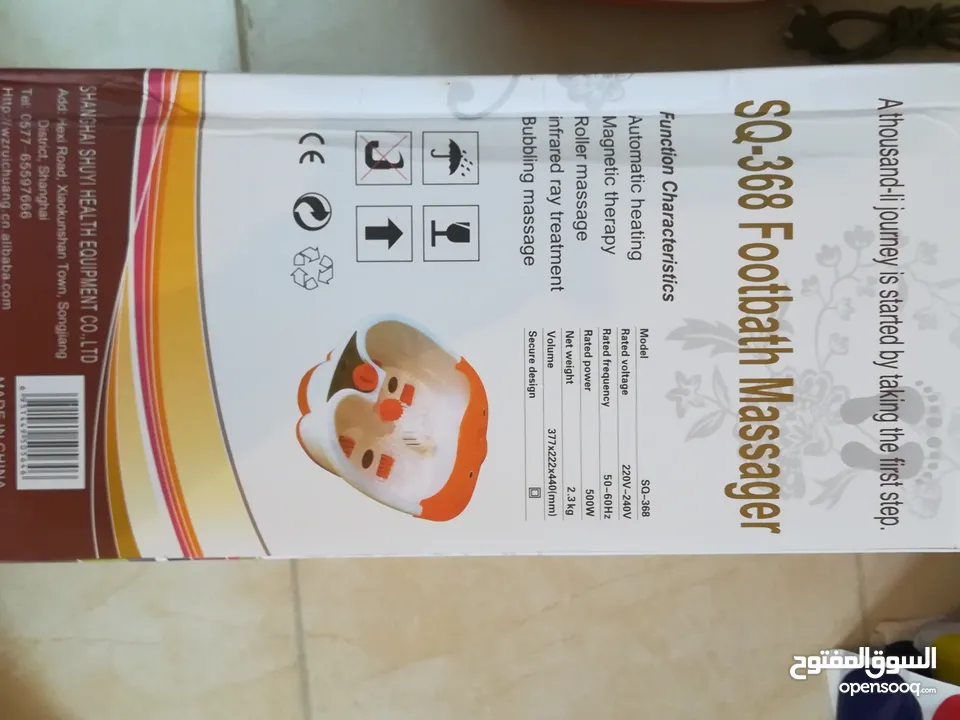 A thousand-li journey is started by taking the first step.
SQ-368 Footbath Massager
Function Characteristics
Automatic heating
Magnetic therapy
Roller massage
infrared ray treatment
Bubbling massage
Model SQ-368
Rated voltage 220V-240V
Rated frequency 50-60Hz
Rated power 500W
Net weight 2.3kg
Volume 377x222x440(mm)
Secure design
CE
SHANGHAI SHUYI HEALTH EQUIPMENT CO.,LTD
Add: Hexi Road, Xiaokunshan Town, Songjiang
District, Shanghai
Tel: 0577-65597666
Http://wzruichuang.cn.alibaba.com
MADE IN CHINA
السوق المفتوح
opensooq.com